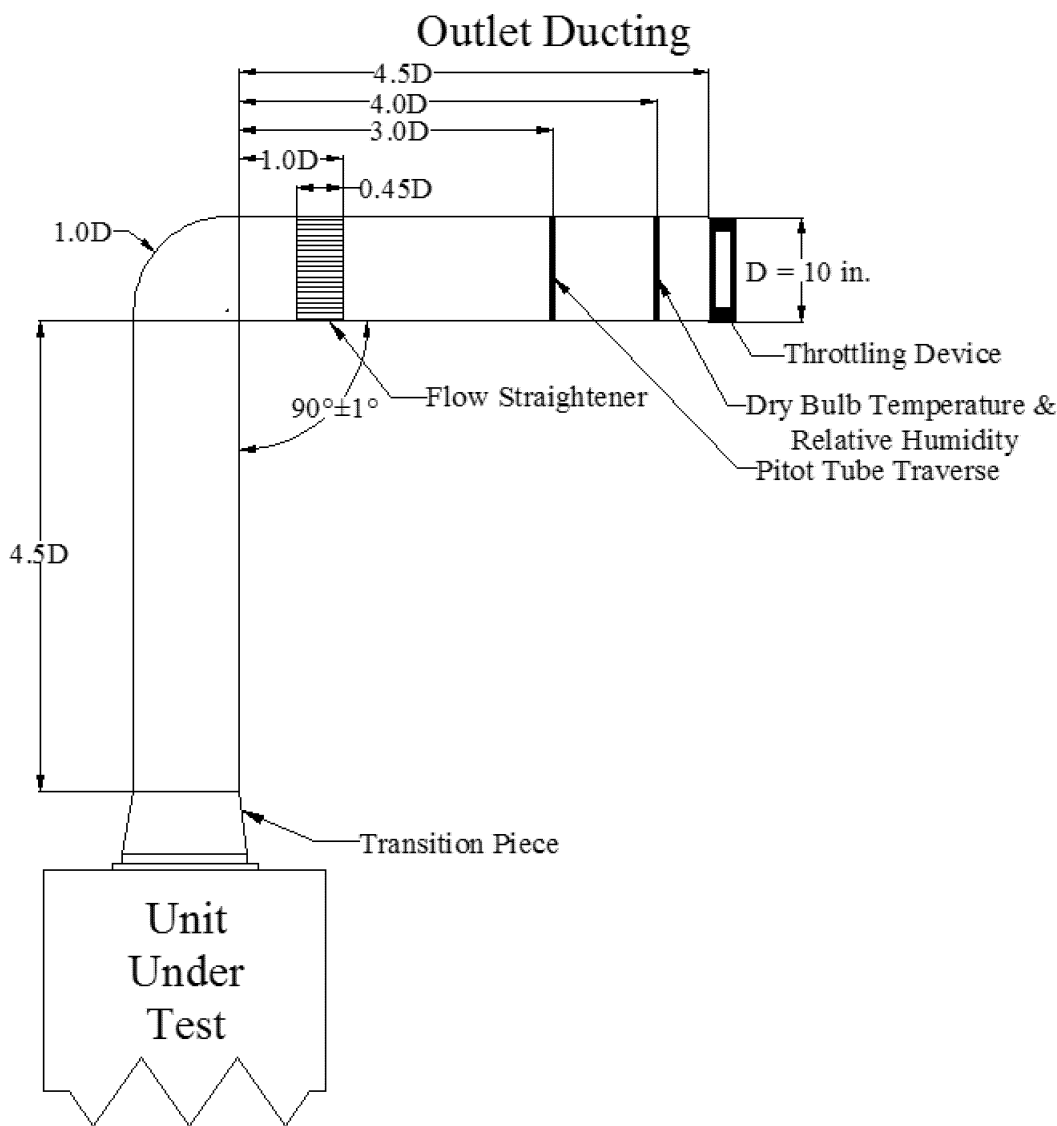 Outlet Ducting
4.5D
4.0D
3.0D
1.0D
0.45D
1.0D
D = 10 in.
Throttling Device
90°±1°
Flow Straightener
Dry Bulb Temperature &
Relative Humidity
Pitot Tube Traverse
4.5D
Transition Piece
Unit
Under
Test